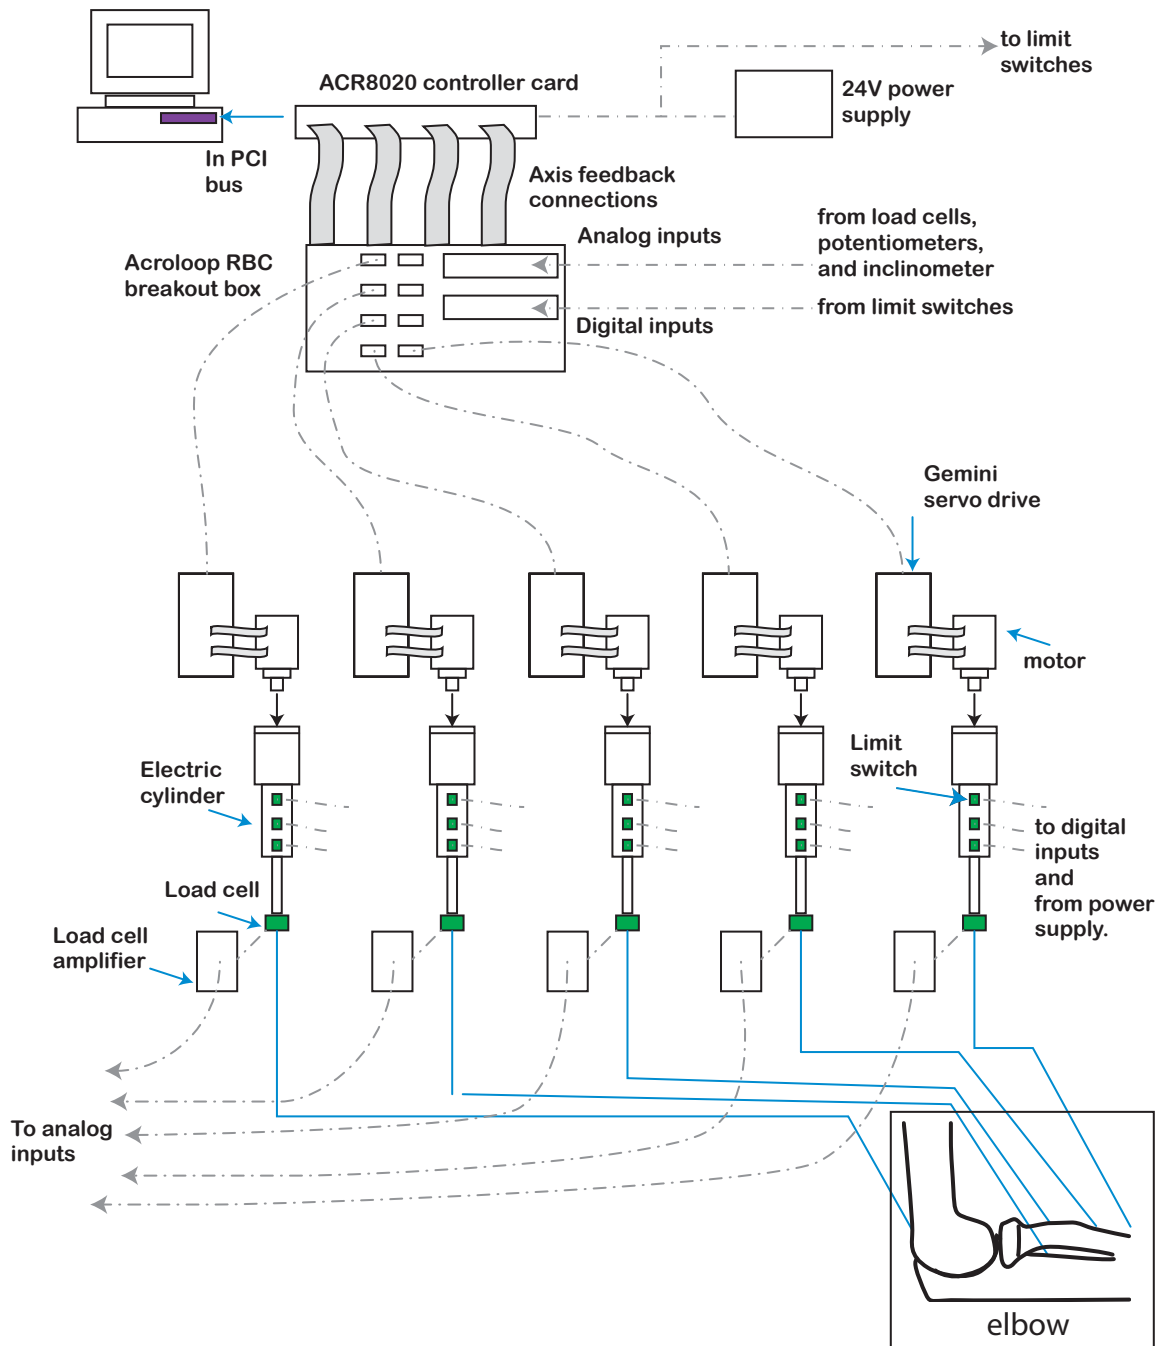 to limit
switches
ACR8020 controller card
24V power
supply
In PCI
bus
Axis feedback
connections
from load cells,
potentiometers,
and inclinometer
Analog inputs
Acroloop RBC
breakout box
from limit switches
Digital inputs
Gemini
servo drive
motor
Limit
switch
Electric
cylinder
to digital
inputs
and
from power
supply.
Load cell
Load cell
amplifier
To analog
inputs
elbow